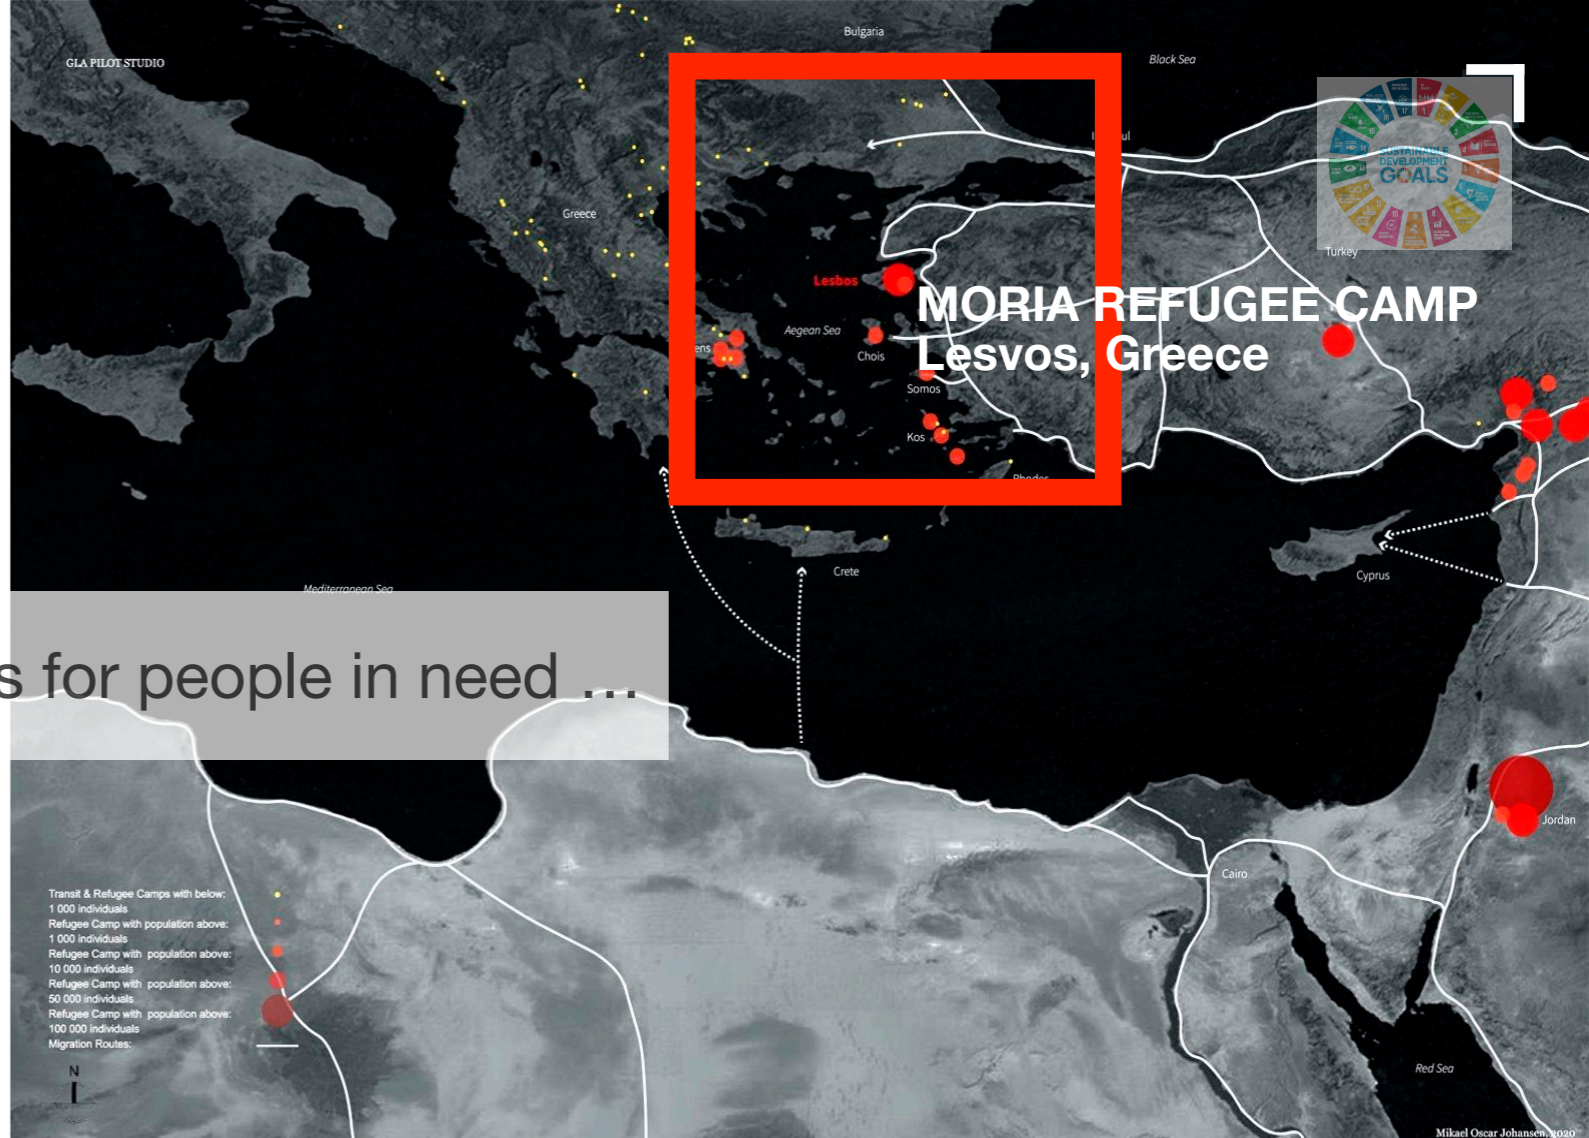 GLA PILOT STUDIO
Bulgaria
Black Sea
SUSTAINABLE
DEVELOPMENT
GOALS
Greece
Turkey
Lesbos
MORIA REFUGEE CAMP
Lesvos, Greece
Aegean Sea
Chois
Somos
Kos
Rhodes
Crete
Cyprus
Mediterranean Sea
s for people in need ...
Jordan
Cairo
Transit & Refugee Camps with below:
1 000 individuals
Refugee Camp with population above:
1 000 individuals
Refugee Camp with population above:
10 000 individuals
Refugee Camp with population above:
50 000 individuals
Refugee Camp with population above:
100 000 individuals
Migration Routes:
N
Red Sea
Mikael Oscar Johansen, 2020